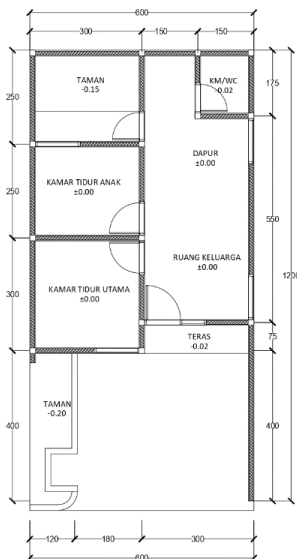 600
300 150 150
TAMAN
-0.15
KM/WC
-0.02
250
175
DAPUR
±0.00
KAMAR TIDUR ANAK
±0.00
250
550
1200
RUANG KELUARGA
±0.00
KAMAR TIDUR UTAMA
±0.00
300
TERAS
-0.02
75
TAMAN
-0.20
400
400
120 180 300
600